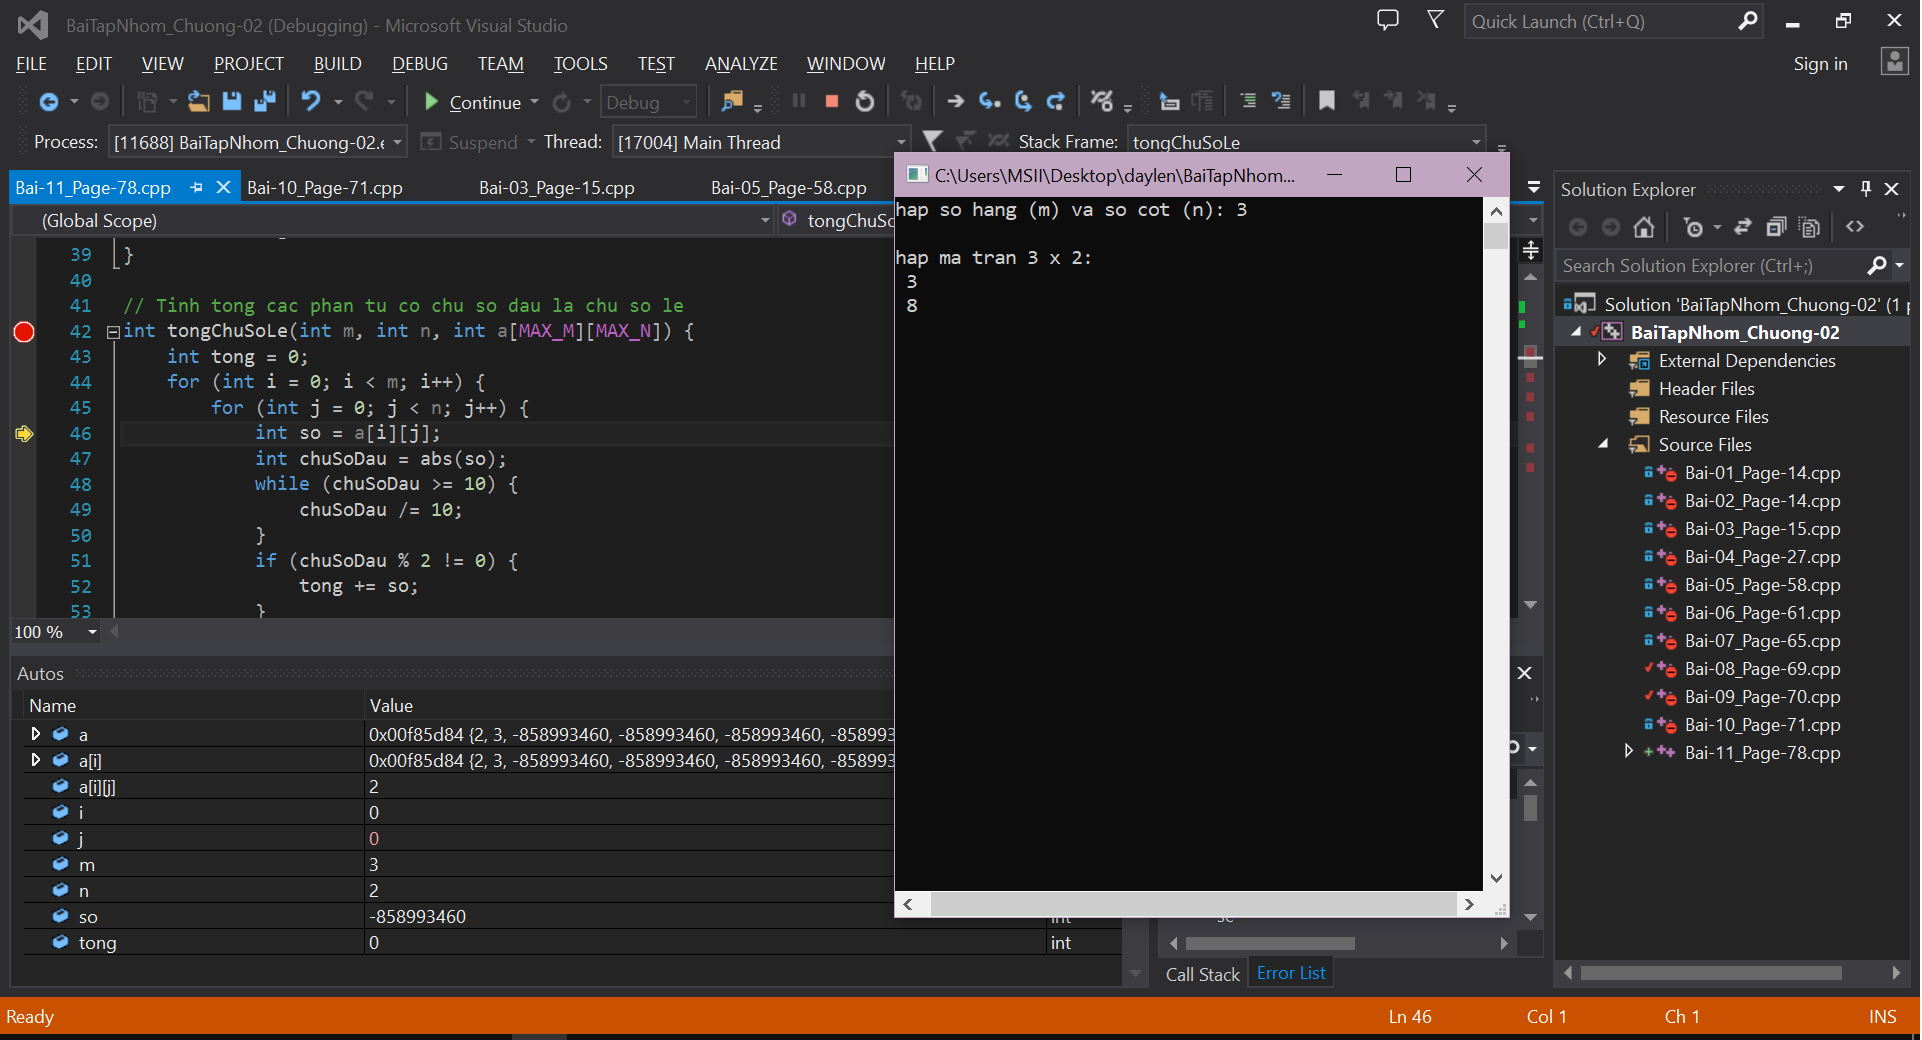 BaiTapNhom_Chuong-02 (Debugging) - Microsoft Visual Studio
Quick Launch (Ctrl+Q)
FILE EDIT VIEW PROJECT BUILD DEBUG TEAM TOOLS TEST ANALYZE WINDOW HELP
Sign in
Continue
Debug
Process: [11688] BaiTapNhom_Chuong-02.e
Suspend
Thread: [17004] Main Thread
Stack Frame: tongChuSoLe
Bai-11_Page-78.cpp
Bai-10_Page-71.cpp
Bai-03_Page-15.cpp
Bai-05_Page-58.cpp
(Global Scope)
tongChuSo
39 }
40
41 // Tinh tong cac phan tu co chu so dau la chu so le
42 int tongChuSoLe(int m, int n, int a[MAX_M][MAX_N]) {
43 int tong = 0;
44 for (int i = 0; i < m; i++) {
45 for (int j = 0; j < n; j++) {
46 int so = a[i][j];
47 int chuSoDau = abs(so);
48 while (chuSoDau >= 10) {
49 chuSoDau /= 10;
50 }
51 if (chuSoDau % 2 != 0) {
52 tong += so;
53 }
100 %
C:\Users\MSII\Desktop\daylen\BaiTapNhom...
hap so hang (m) va so cot (n): 3
hap ma tran 3 x 2:
3
8
Autos
Name Value
a 0x00f85d84 {2, 3, -858993460, -858993460, -858993460, -85899
a[i] 0x00f85d84 {2, 3, -858993460, -858993460, -858993460, -85899
a[i][j] 2
i 0
j 0
m 3
n 2
so -858993460 int
tong 0 int
Call Stack
Error List
Solution Explorer
Search Solution Explorer (Ctrl+;)
Solution 'BaiTapNhom_Chuong-02' (1 p
BaiTapNhom_Chuong-02
External Dependencies
Header Files
Resource Files
Source Files
Bai-01_Page-14.cpp
Bai-02_Page-14.cpp
Bai-03_Page-15.cpp
Bai-04_Page-27.cpp
Bai-05_Page-58.cpp
Bai-06_Page-61.cpp
Bai-07_Page-65.cpp
Bai-08_Page-69.cpp
Bai-09_Page-70.cpp
Bai-10_Page-71.cpp
Bai-11_Page-78.cpp
Ready
Ln 46
Col 1
Ch 1
INS